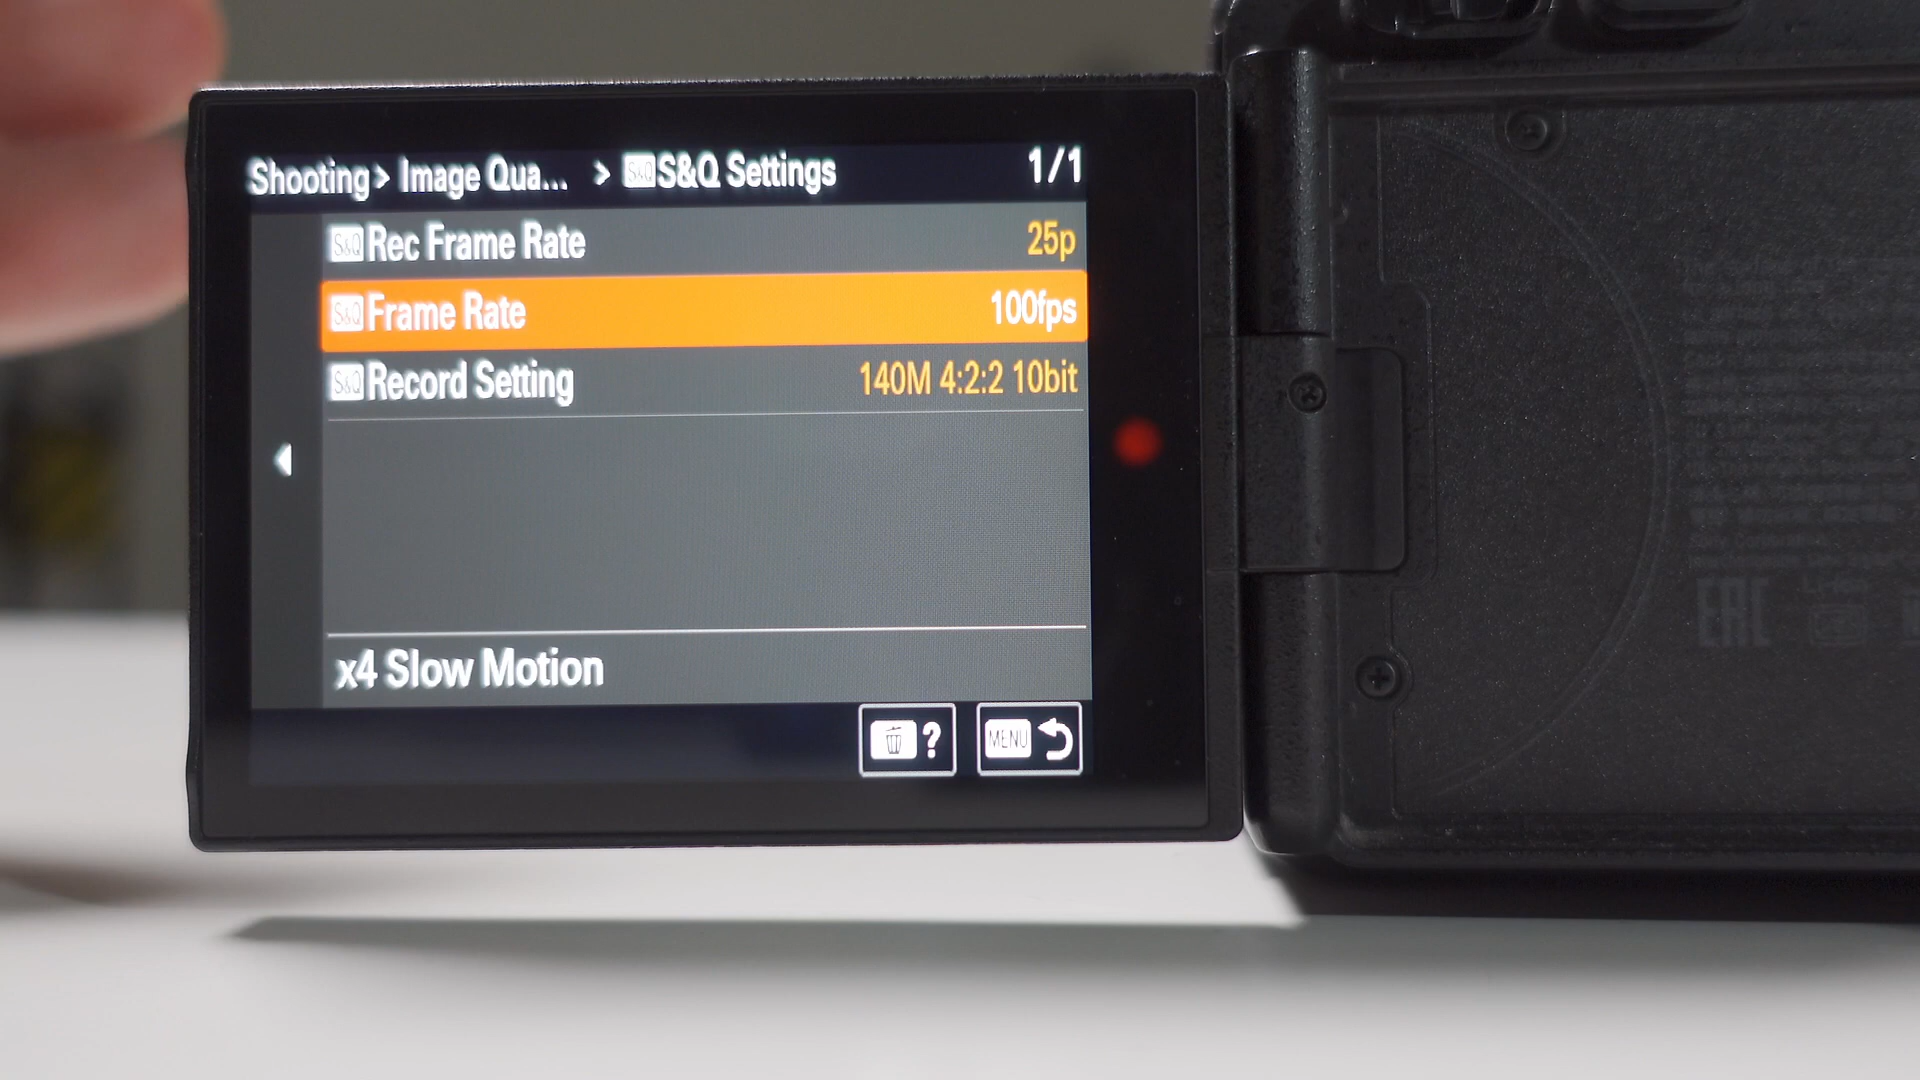 Shooting> Image Qua... > S&Q S&Q Settings 1/1
S&Q Rec Frame Rate 25p
S&Q Frame Rate 100fps
S&Q Record Setting 140M 4:2:2 10bit
x4 Slow Motion
? MENU
EAC